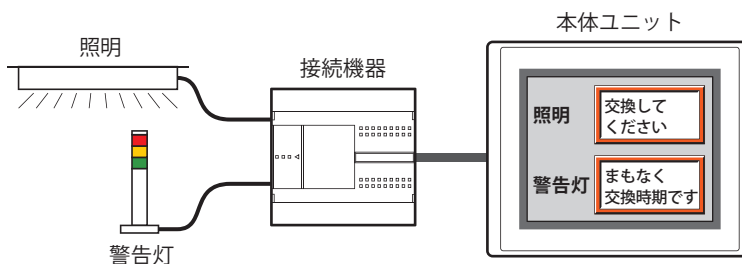 本体ユニット
照明
接続機器
照明
交換して
ください
警告灯
まもなく
交換時期です
警告灯